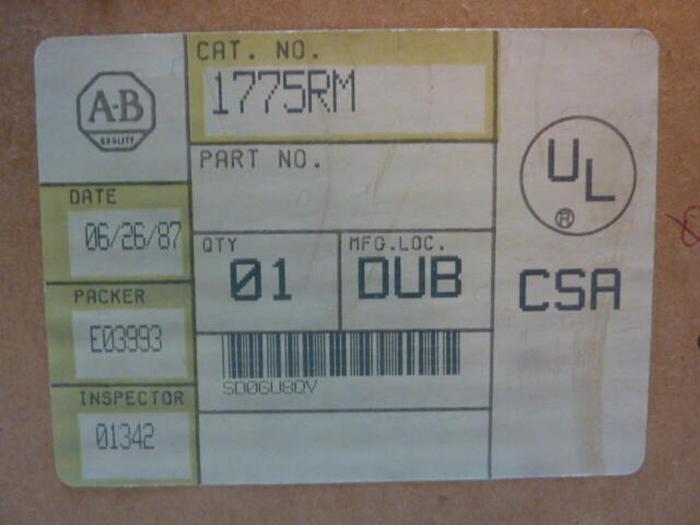 A-B
QUALITY
CAT. NO.
1775RM
PART NO.
DATE
06/26/87
QTY
01
MFG.LOC.
DUB
PACKER
E03993
INSPECTOR
01342
SD0GU8QV
UL
®
CSA